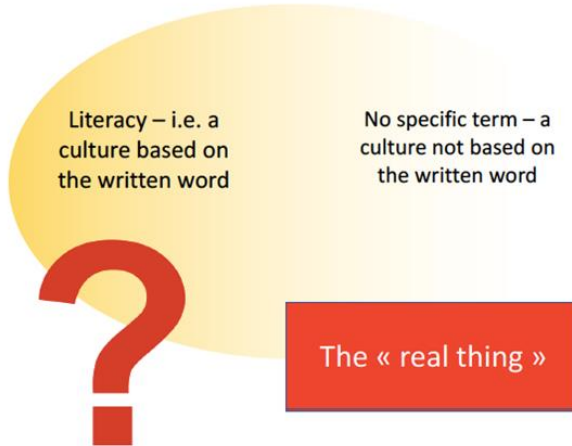 Literacy – i.e. a
culture based on
the written word
No specific term – a
culture not based on
the written word
?
The « real thing »